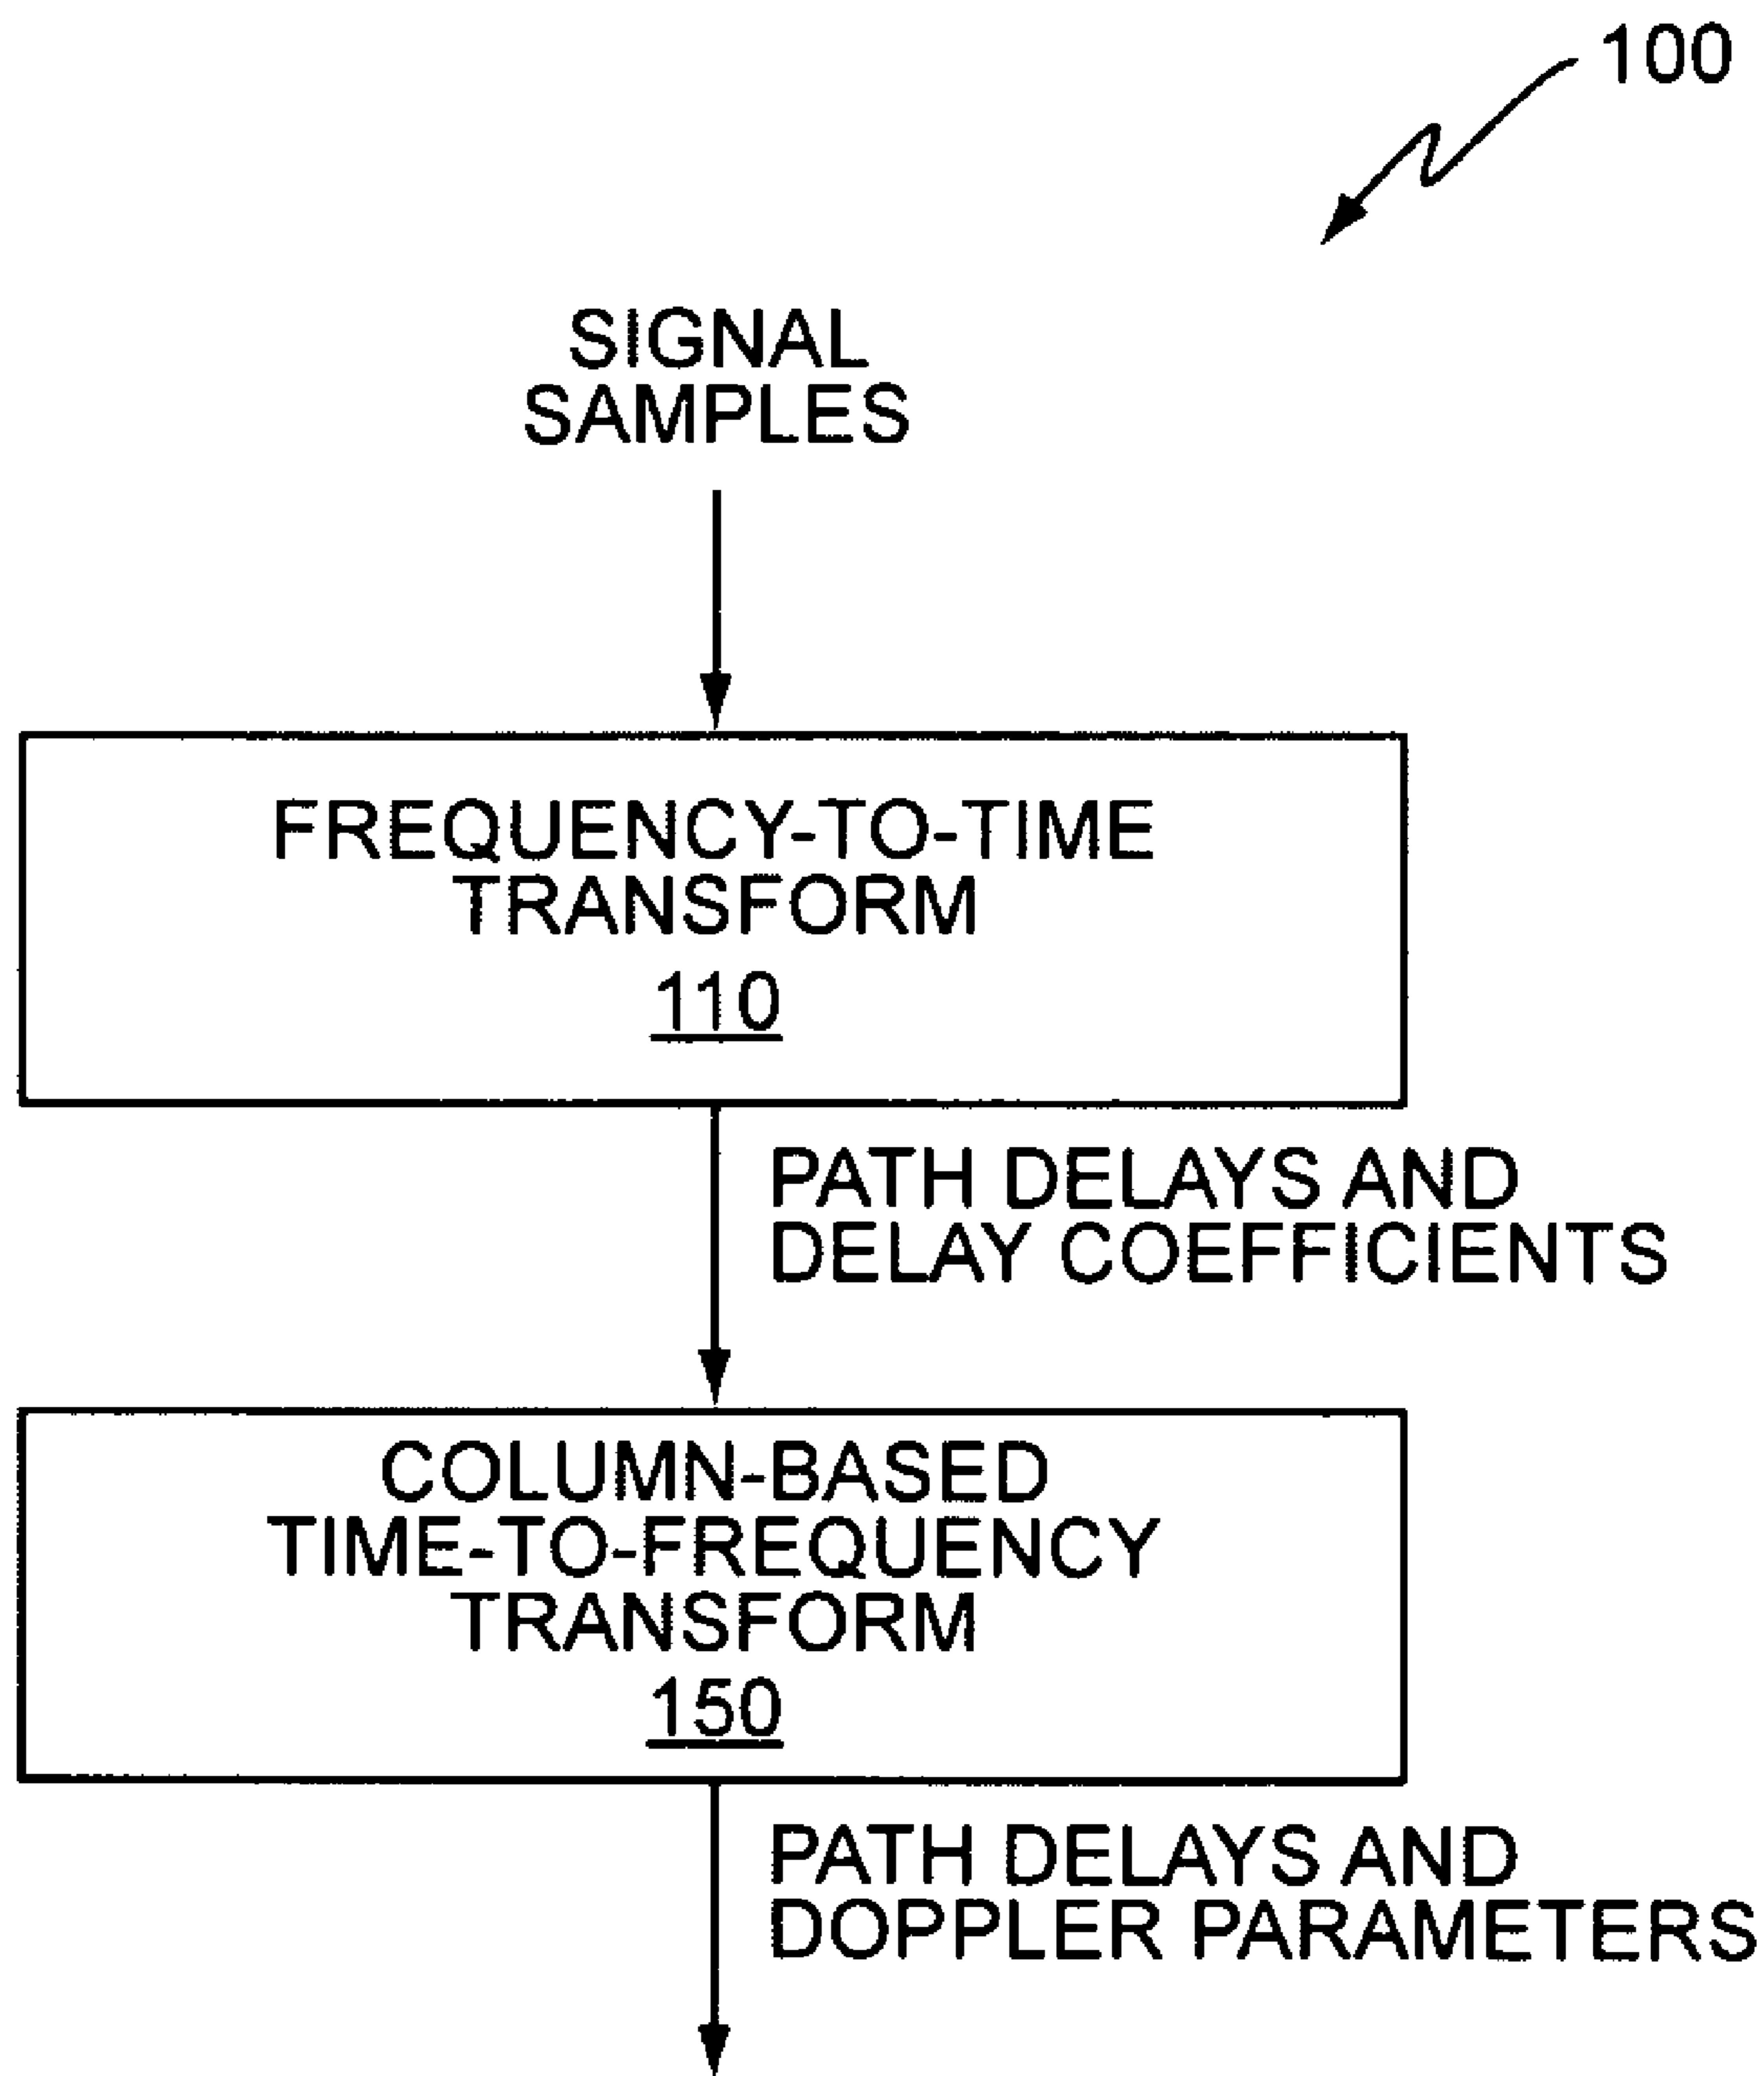 100
SIGNAL
SAMPLES
FREQUENCY-TO-TIME
TRANSFORM
110
PATH DELAYS AND
DELAY COEFFICIENTS
COLUMN-BASED
TIME-TO-FREQUENCY
TRANSFORM
150
PATH DELAYS AND
DOPPLER PARAMETERS